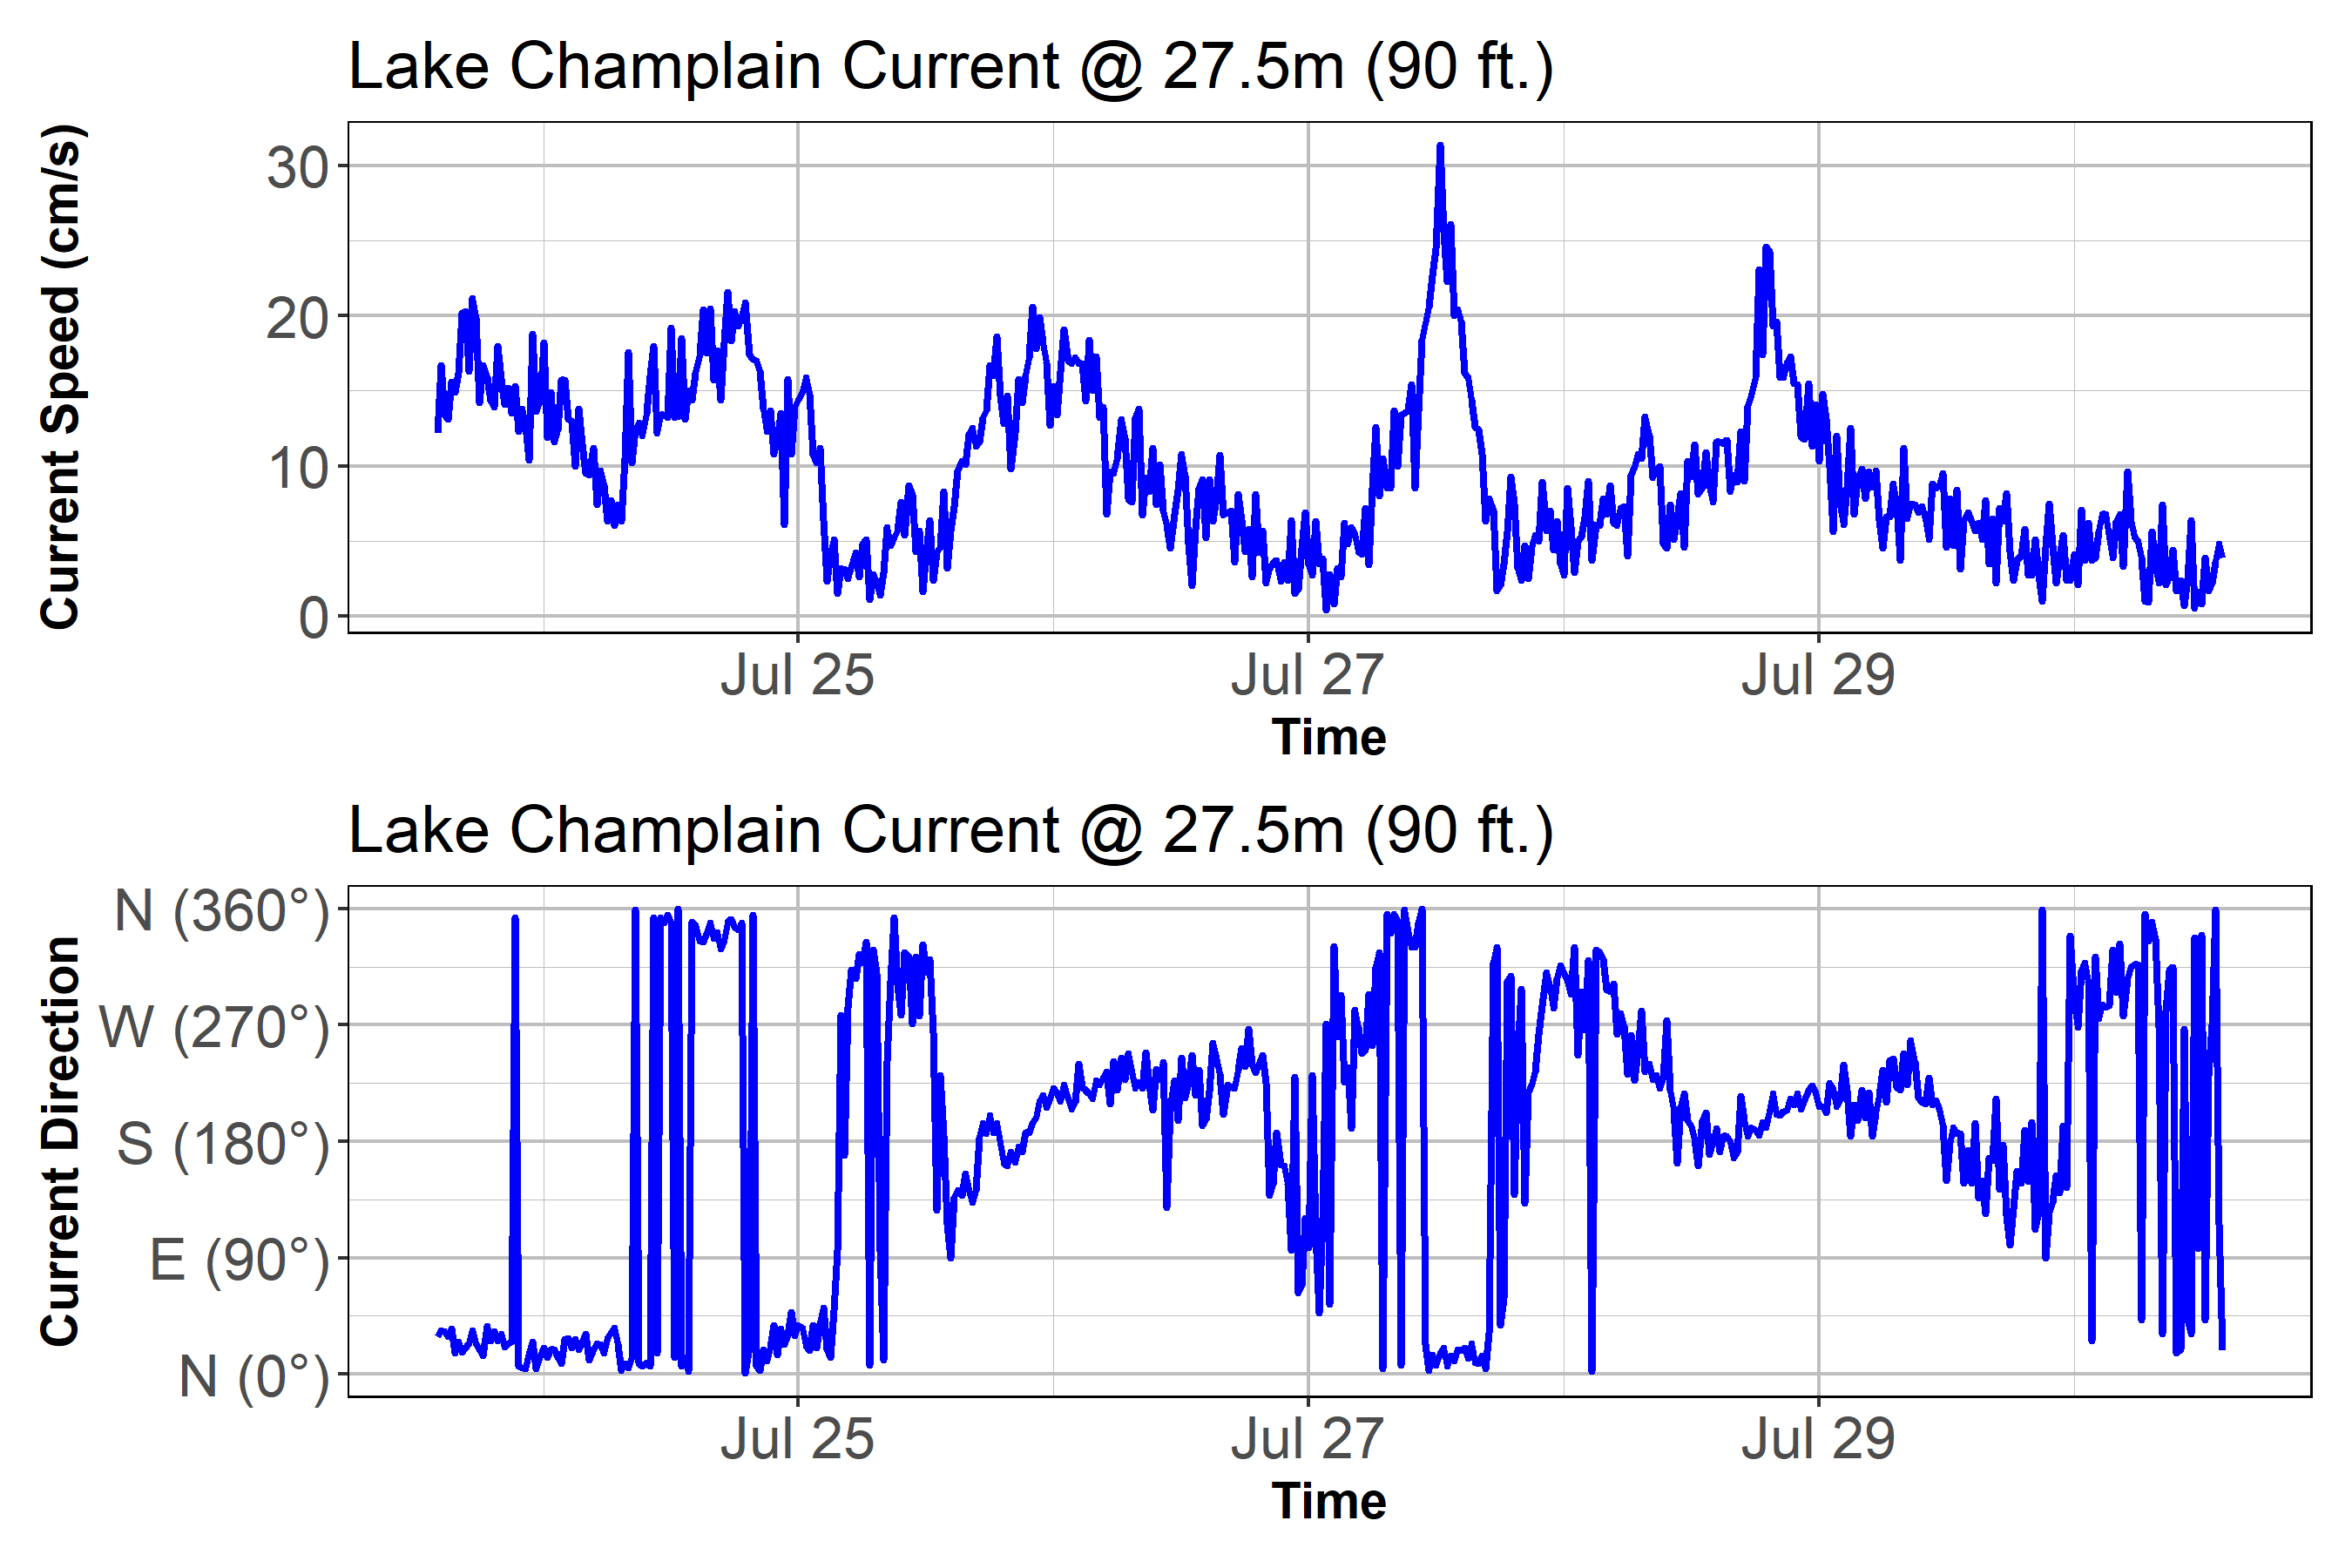 Lake Champlain Current @ 27.5m (90 ft.)
Current Speed (cm/s)
30
20
10
0
Jul 25 Jul 27 Jul 29
Time
Lake Champlain Current @ 27.5m (90 ft.)
Current Direction
N (360°)
W (270°)
S (180°)
E (90°)
N (0°)
Jul 25 Jul 27 Jul 29
Time